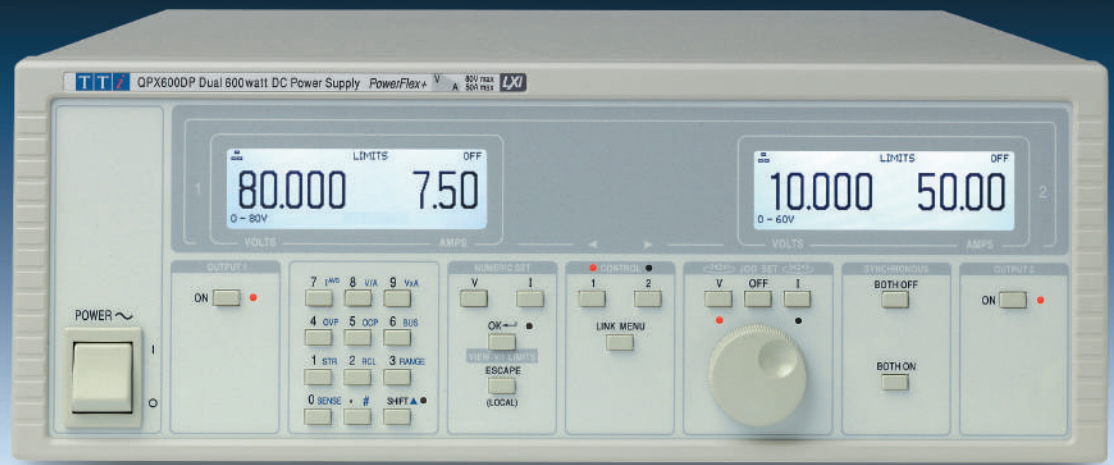 TTi QPX600DP Dual 600watt DC Power Supply PowerFlex+ V A 80V max 50A max LXI
LIMITS OFF
80.000 7.50
0 - 80V
1
VOLTS AMPS
LIMITS OFF
10.000 50.00
0 - 60V
2
VOLTS AMPS
◄ ►
POWER
I
O
OUTPUT 1
ON
7 I AVG 8 V/A 9 VxA
4 OVP 5 OCP 6 BUS
1 STR 2 RCL 3 RANGE
0 SENSE . # SHIFT ▲
NUMERIC SET
V I
OK
VIEW V/I LIMITS
ESCAPE
(LOCAL)
CONTROL
1 2
LINK MENU
JOG SET
V OFF I
SYNCHRONOUS
BOTH OFF
BOTH ON
OUTPUT 2
ON